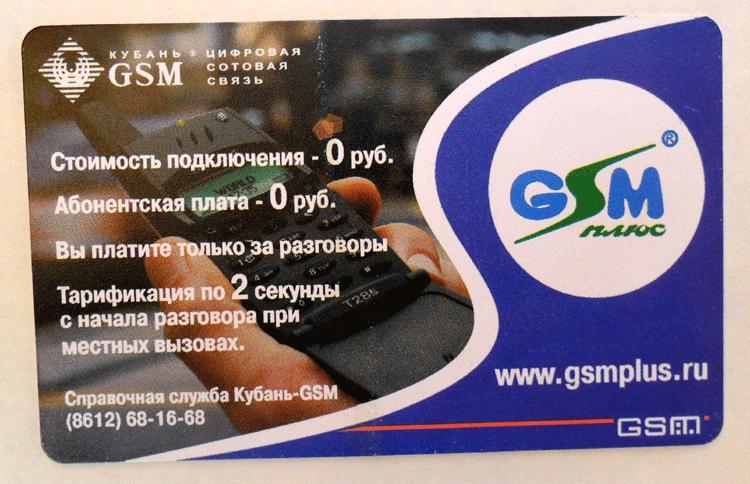 КУБАНЬ ® ЦИФРОВАЯ
GSM СОТОВАЯ
СВЯЗЬ
Стоимость подключения - 0 руб.
Абонентская плата - 0 руб.
Вы платите только за разговоры
Тарификация по 2 секунды
с начала разговора при
местных вызовах.
Справочная служба Кубань-GSM
(8612) 68-16-68
T28s
®
GSM
плюс
www.gsmplus.ru
GSM